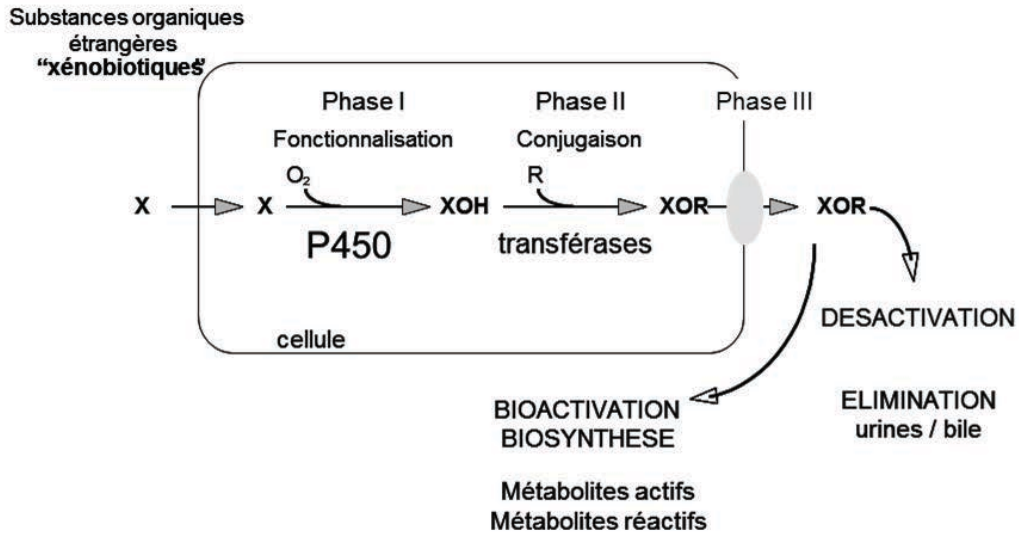 Substances organiques
étrangères
“xénobiotiques”
Phase I
Phase II
Phase III
Fonctionnalisation
Conjugaison
O₂
R
X
X
XOH
XOR
XOR
P450
transférases
cellule
DESACTIVATION
BIOACTIVATION
BIOSYNTHESE
ELIMINATION
urines / bile
Métabolites actifs
Métabolites réactifs